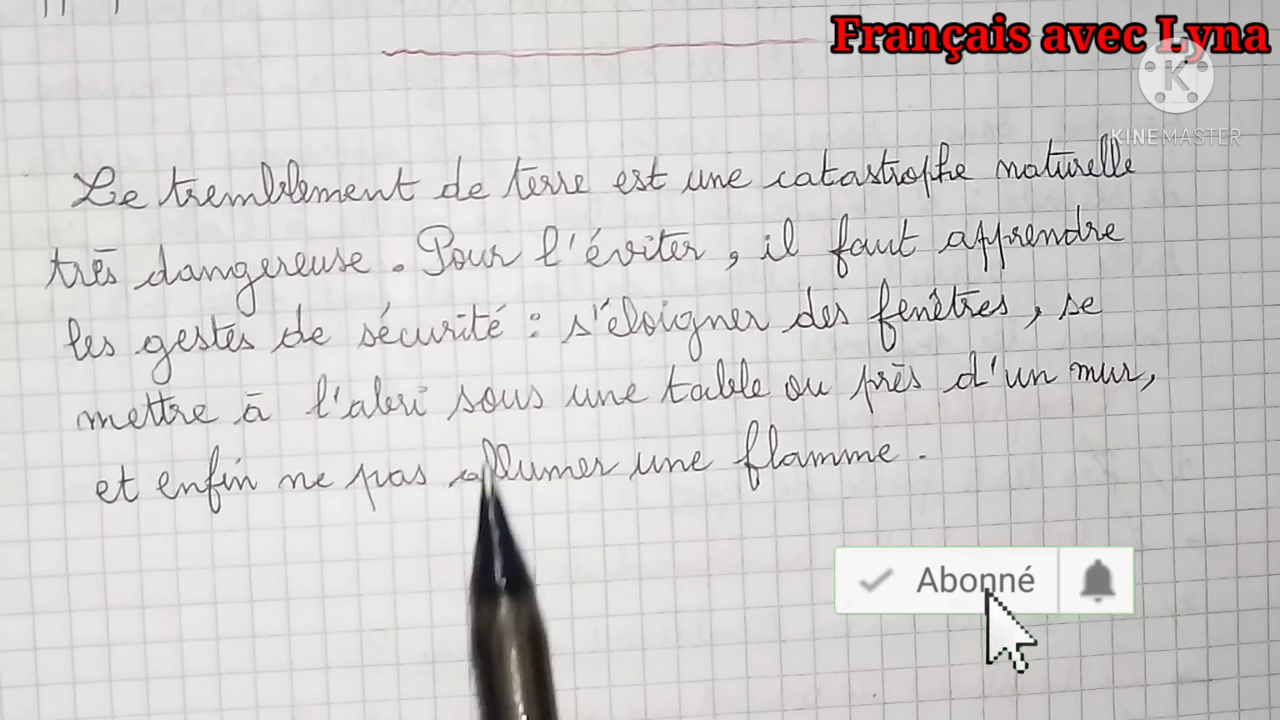 Français avec Lyna
KINEMASTER
Le tremblement de terre est une catastrophe naturelle
très dangereuse. Pour l'éviter, il faut apprendre
les gestes de sécurité : s'éloigner des fenêtres, se
mettre à l'abri sous une table ou près d'un mur,
et enfin ne pas allumer une flamme.
Abonné